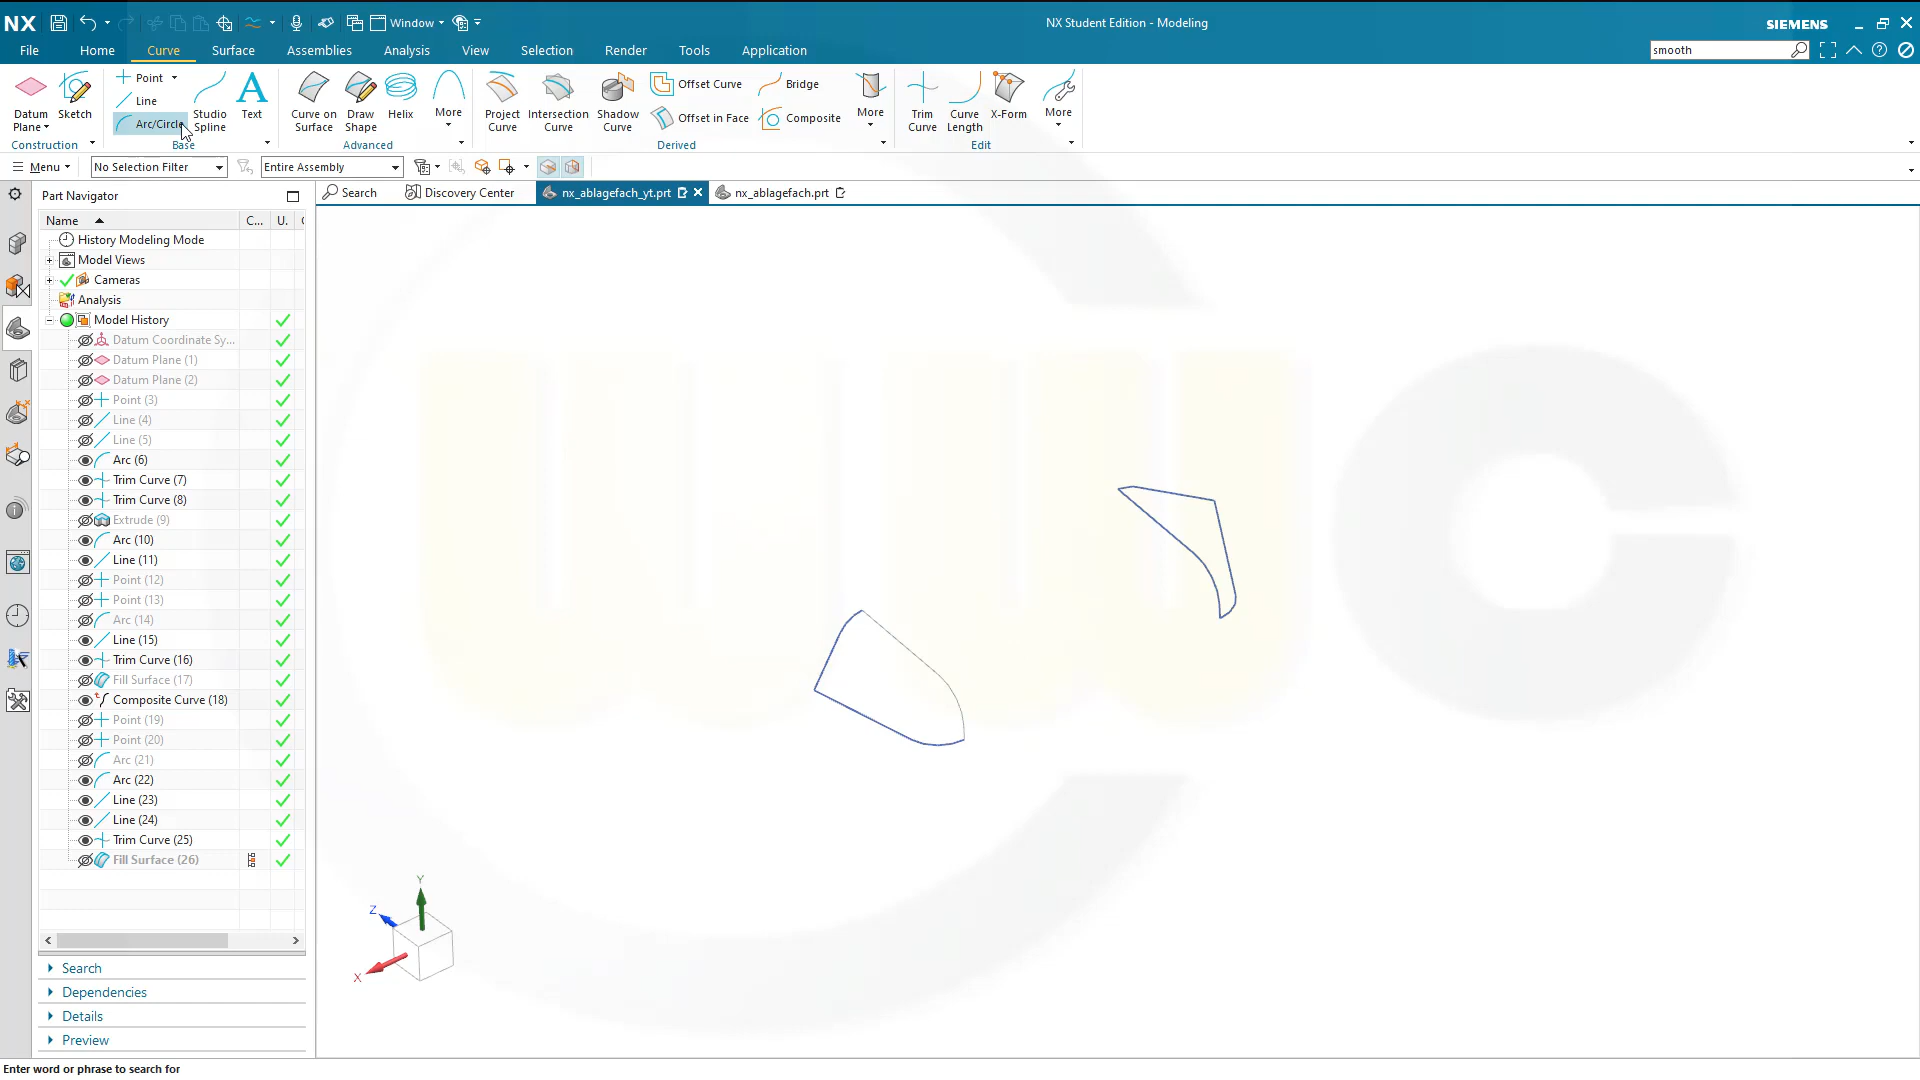 NX
Window
NX Student Edition - Modeling
SIEMENS
File
Home
Curve
Surface
Assemblies
Analysis
View
Selection
Render
Tools
Application
smooth
Datum Plane
Sketch
Point
Line
Arc/Circle
Studio Spline
Text
Curve on Surface
Draw Shape
Helix
More
Project Curve
Intersection Curve
Shadow Curve
Offset Curve
Offset in Face
Bridge
Composite
More
Trim Curve
Curve Length
X-Form
More
Construction
Base
Advanced
Derived
Edit
Menu
No Selection Filter
Entire Assembly
Part Navigator
Search
Discovery Center
nx_ablagefach_yt.prt
nx_ablagefach.prt
Name
C...
U.
History Modeling Mode
Model Views
Cameras
Analysis
Model History
Datum Coordinate Sy...
Datum Plane (1)
Datum Plane (2)
Point (3)
Line (4)
Line (5)
Arc (6)
Trim Curve (7)
Trim Curve (8)
Extrude (9)
Arc (10)
Line (11)
Point (12)
Point (13)
Arc (14)
Line (15)
Trim Curve (16)
Fill Surface (17)
Composite Curve (18)
Point (19)
Point (20)
Arc (21)
Arc (22)
Line (23)
Line (24)
Trim Curve (25)
Fill Surface (26)
Y
Z
X
Search
Dependencies
Details
Preview
Enter word or phrase to search for